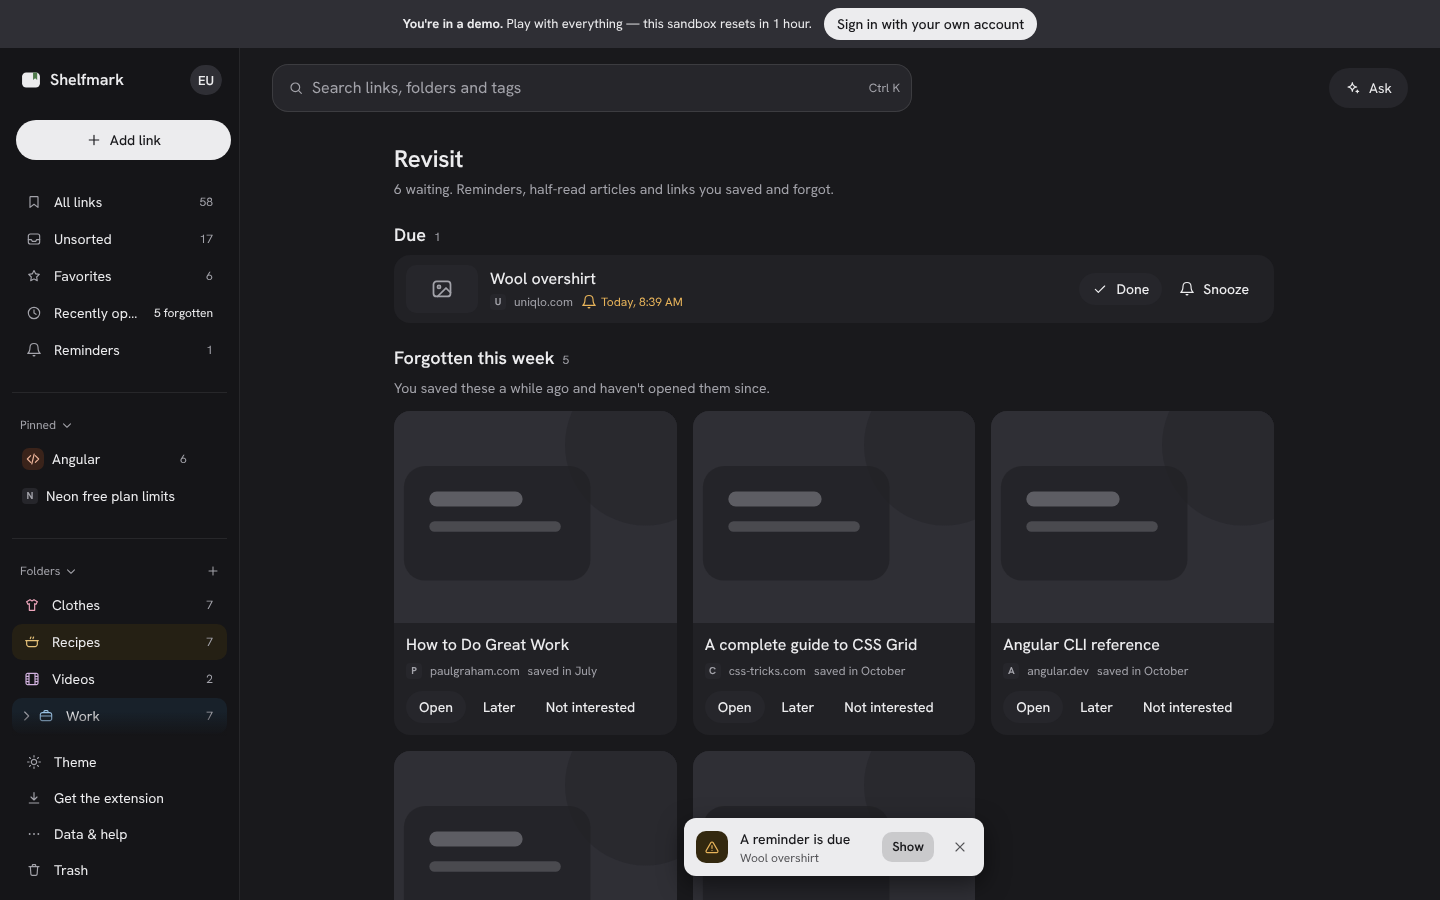 You're in a demo. Play with everything — this sandbox resets in 1 hour.
Sign in with your own account
Shelfmark
EU
Add link
Search links, folders and tags
Ctrl K
Ask
All links 58
Unsorted 17
Favorites 6
Recently op... 5 forgotten
Reminders 1
Pinned
Angular 6
N Neon free plan limits
Folders
Clothes 7
Recipes 7
Videos 2
Work 7
Theme
Get the extension
Data & help
Trash
Revisit
6 waiting. Reminders, half-read articles and links you saved and forgot.
Due 1
Wool overshirt
U uniqlo.com Today, 8:39 AM
Done
Snooze
Forgotten this week 5
You saved these a while ago and haven't opened them since.
How to Do Great Work
P paulgraham.com saved in July
Open Later Not interested
A complete guide to CSS Grid
C css-tricks.com saved in October
Open Later Not interested
Angular CLI reference
A angular.dev saved in October
Open Later Not interested
A reminder is due
Wool overshirt
Show